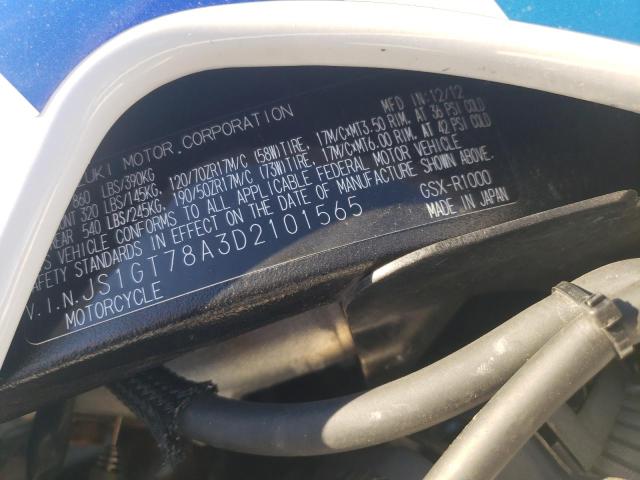 UKI MOTOR CORPORATION MFD IN:12/12
860 LBS/390KG
NT 320 LBS/145KG. 120/70ZR17M/C (58W)TIRE, 17M/C×MT3.50 RIM. AT 36 PSI COLD
EAR 540 LBS/245KG. 190/50ZR17M/C (73W)TIRE, 17M/C×MT6.00 RIM. AT 42 PSI COLD
S VEHICLE CONFORMS TO ALL APPLICABLE FEDERAL MOTOR VEHICLE
AFETY STANDARDS IN EFFECT ON THE DATE OF MANUFACTURE SHOWN ABOVE.
V.I.N.JS1GT78A3D2101565 GSX-R1000
MOTORCYCLE MADE IN JAPAN